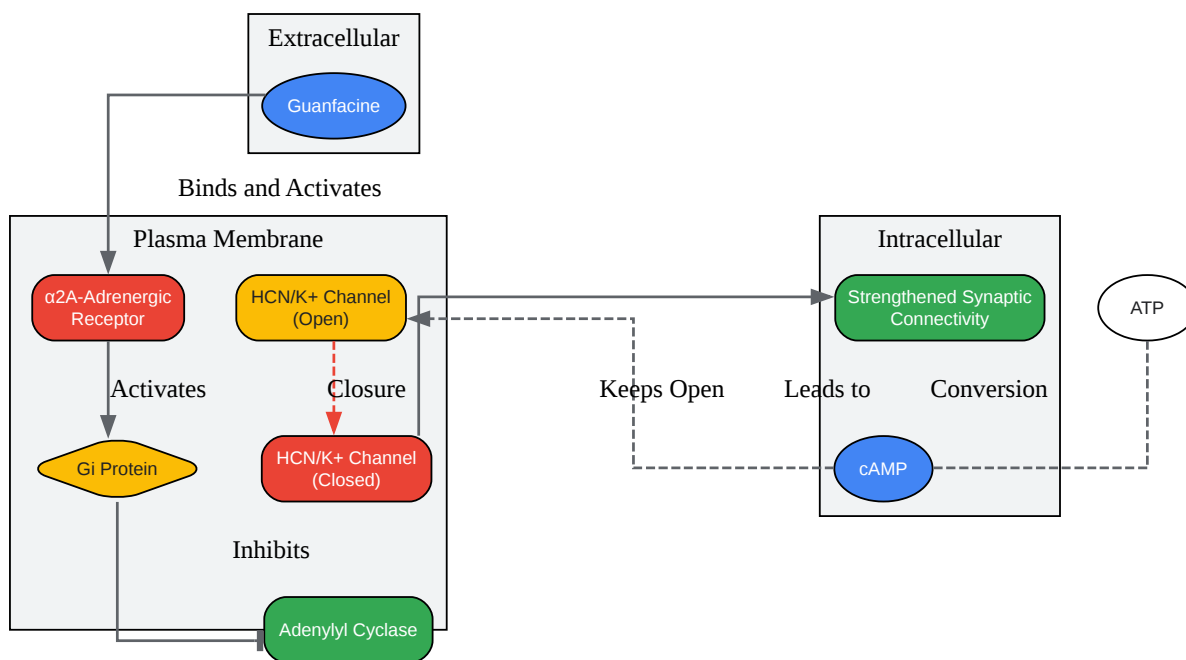 Extracellular
Guanfacine
Binds and Activates
Plasma Membrane
Intracellular
α2A-Adrenergic
Receptor
HCN/K+ Channel
(Open)
Strengthened Synaptic
Connectivity
ATP
Activates
Closure
Keeps Open
Leads to
Conversion
Gi Protein
HCN/K+ Channel
(Closed)
cAMP
Inhibits
Adenylyl Cyclase